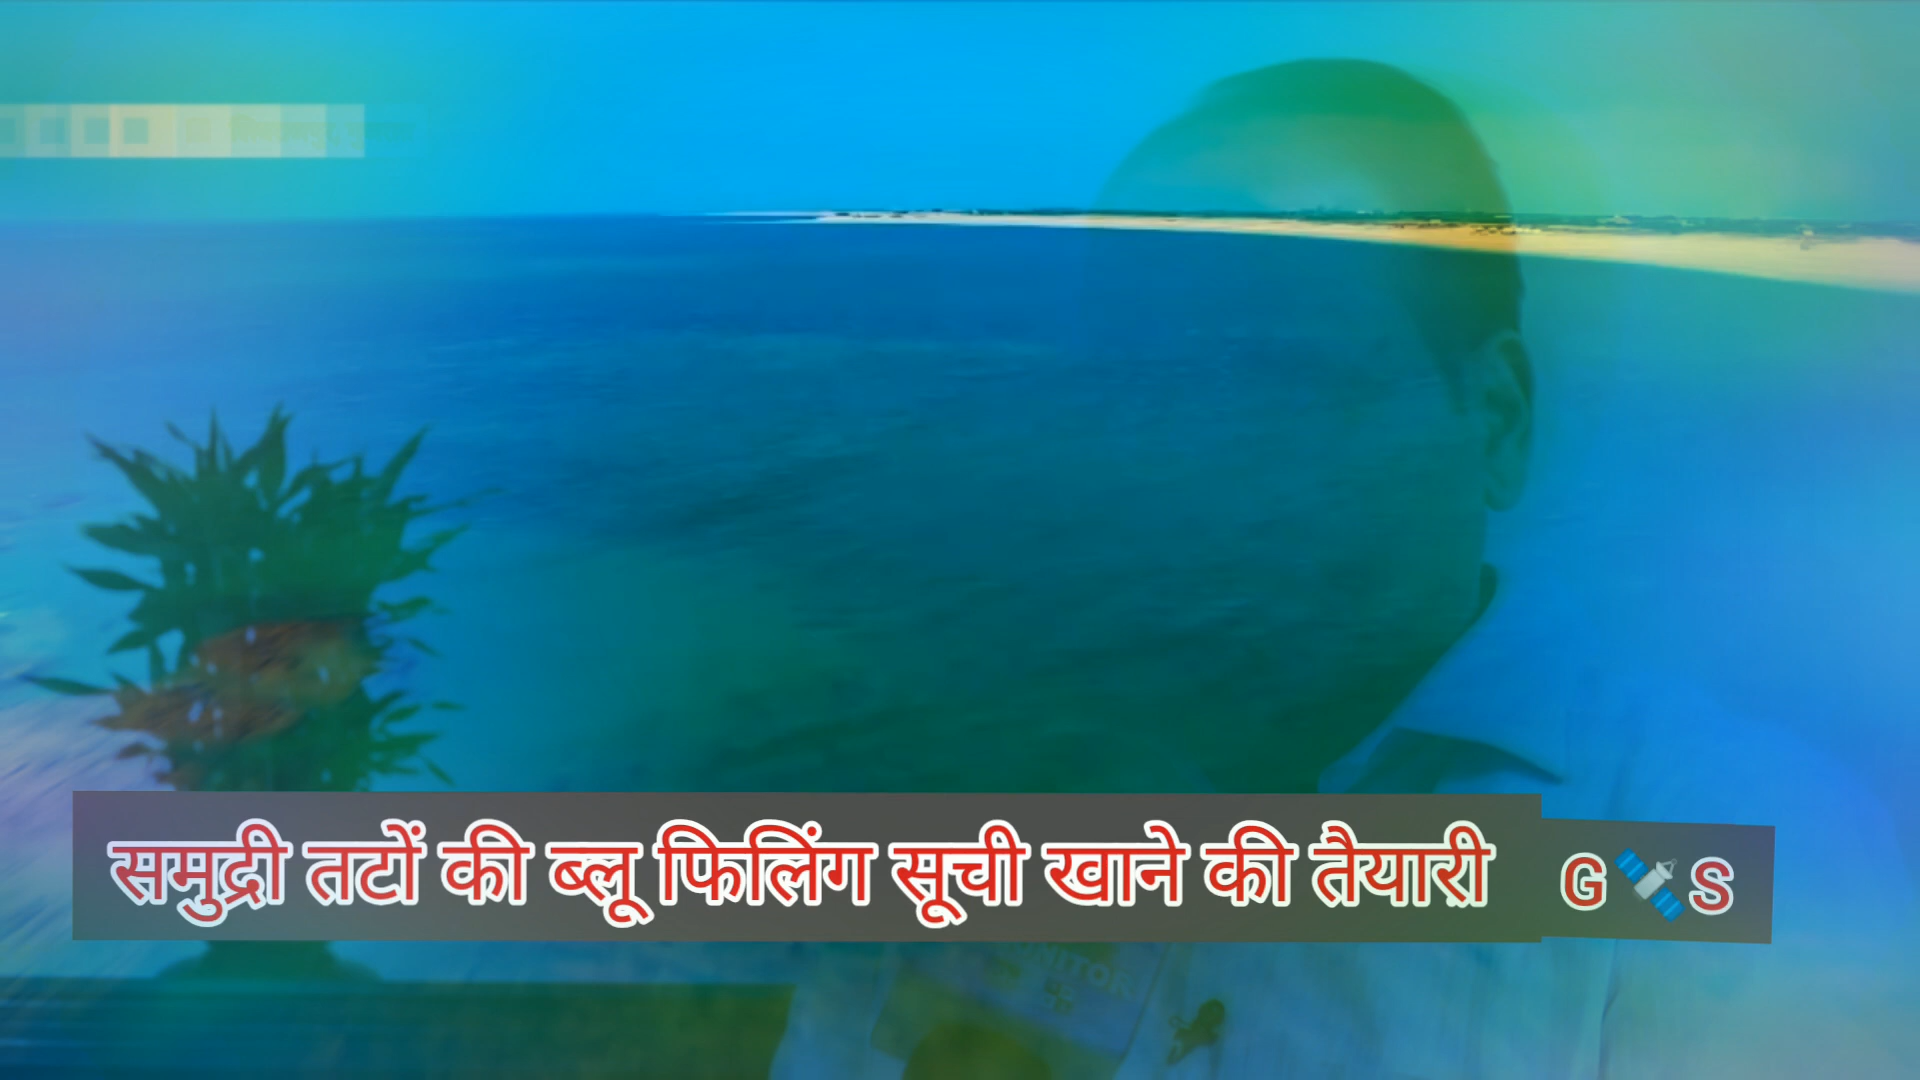 समुद्री तटों की ब्लू फिलिंग सूची खाने की तैयारी G🛰S